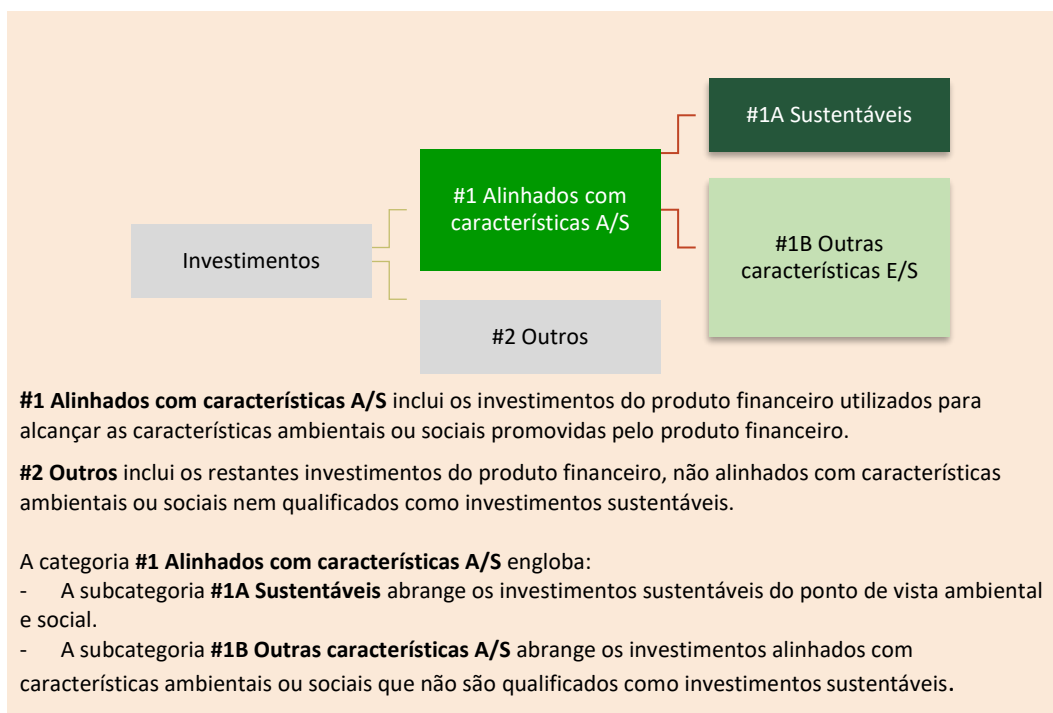 #1A Sustentáveis
#1 Alinhados com
características A/S
Investimentos
#1B Outras
características E/S
#2 Outros
#1 Alinhados com características A/S inclui os investimentos do produto financeiro utilizados para
alcançar as características ambientais ou sociais promovidas pelo produto financeiro.
#2 Outros inclui os restantes investimentos do produto financeiro, não alinhados com características
ambientais ou sociais nem qualificados como investimentos sustentáveis.
A categoria #1 Alinhados com características A/S engloba:
- A subcategoria #1A Sustentáveis abrange os investimentos sustentáveis do ponto de vista ambiental
e social.
- A subcategoria #1B Outras características A/S abrange os investimentos alinhados com
características ambientais ou sociais que não são qualificados como investimentos sustentáveis.